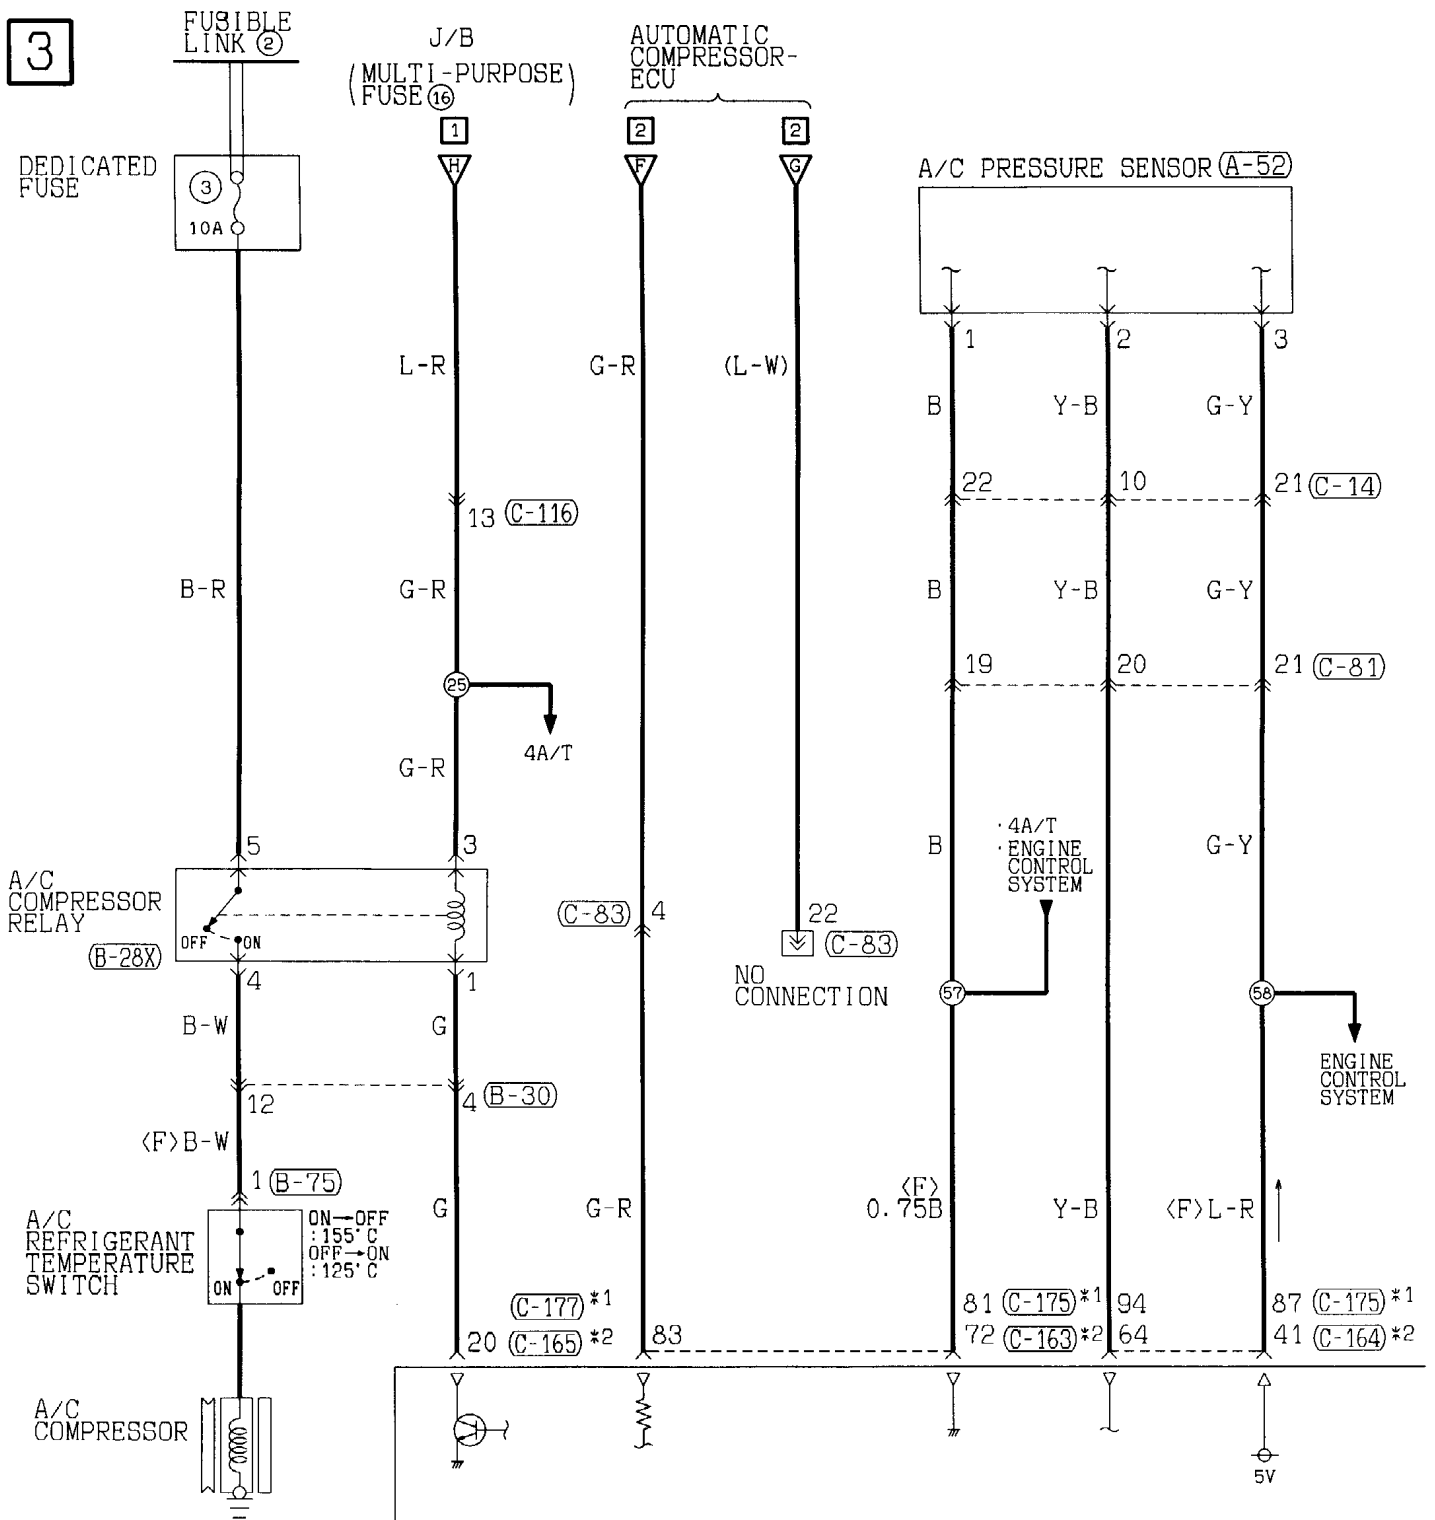 3
FUSIBLE
LINK ②
J/B
(MULTI-PURPOSE
FUSE⑯)
AUTOMATIC
COMPRESSOR-
ECU
1
2
2
H
F
G
DEDICATED
FUSE
3
10A
A/C PRESSURE SENSOR (A-52)
1
2
3
L-R
G-R
(L-W)
B
Y-B
G-Y
22
10
21 (C-14)
13 (C-116)
B-R
G-R
B
Y-B
G-Y
19
20
21 (C-81)
25
4A/T
G-R
5
3
B
·4A/T
·ENGINE
CONTROL
SYSTEM
G-Y
A/C
COMPRESSOR
RELAY
(B-28X)
OFF
ON
(C-83) 4
22
(C-83)
NO
CONNECTION
4
1
57
58
B-W
G
ENGINE
CONTROL
SYSTEM
12
4 (B-30)
<F>B-W
1 (B-75)
A/C
REFRIGERANT
TEMPERATURE
SWITCH
ON→OFF
:155°C
OFF→ON
:125°C
ON
OFF
G
G-R
<F>
0.75B
Y-B
<F>L-R
(C-177)*1
20 (C-165)*2
83
81 (C-175)*1
72 (C-163)*2
94
64
87 (C-175)*1
41 (C-164)*2
A/C
COMPRESSOR
5V